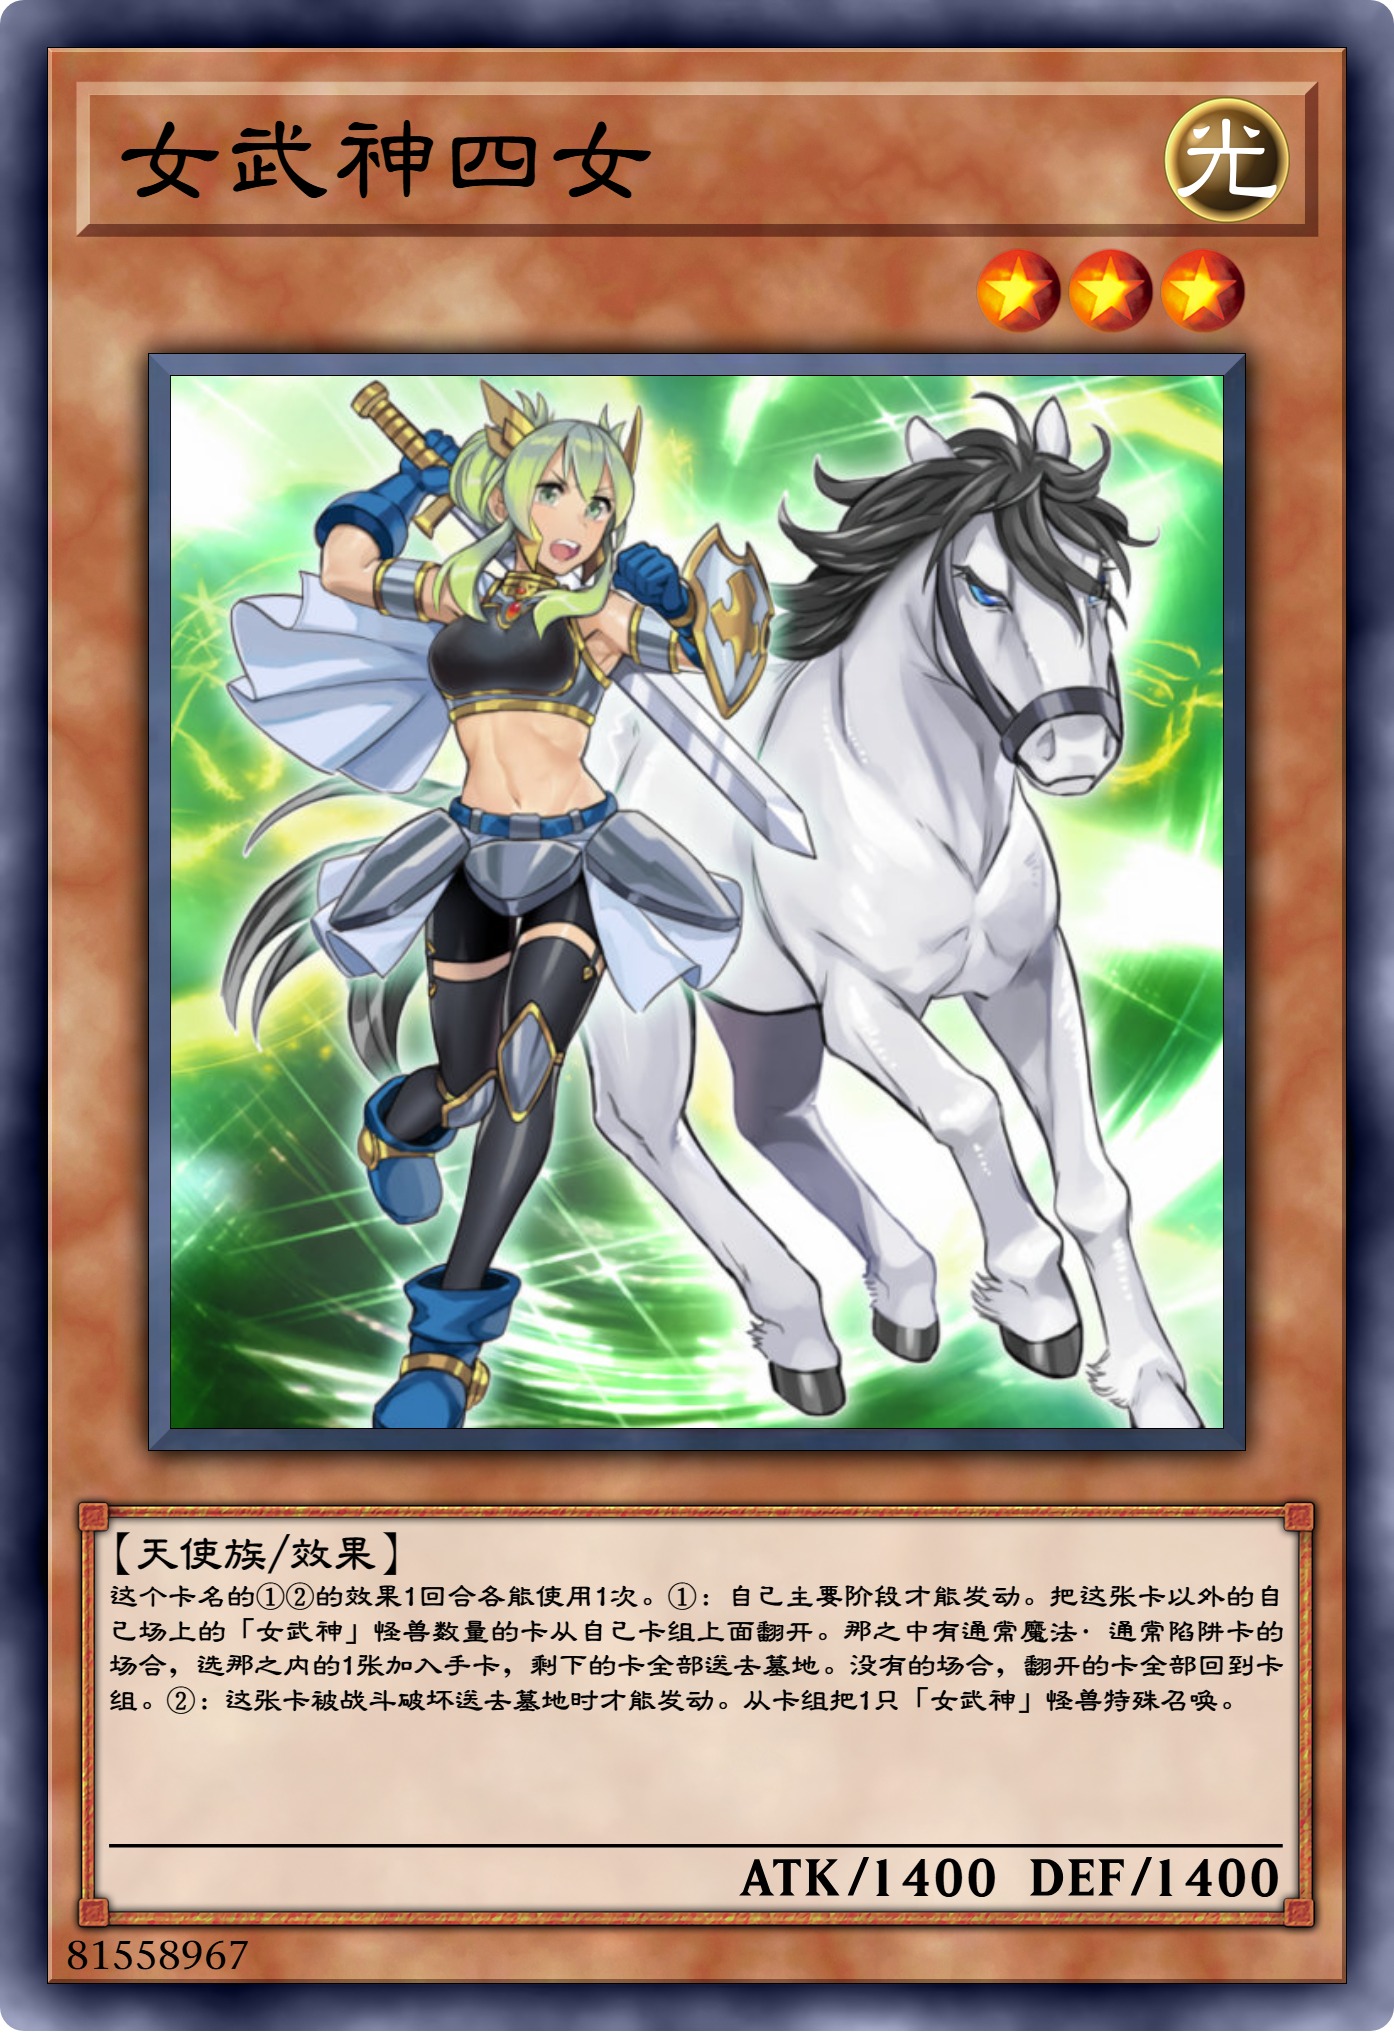 女武神四女
光
【天使族/效果】
这个卡名的①②的效果1回合各能使用1次。①：自己主要阶段才能发动。把这张卡以外的自
己场上的「女武神」怪兽数量的卡从自己卡组上面翻开。那之中有通常魔法·通常陷阱卡的
场合，选那之内的1张加入手卡，剩下的卡全部送去墓地。没有的场合，翻开的卡全部回到卡
组。②：这张卡被战斗破坏送去墓地时才能发动。从卡组把1只「女武神」怪兽特殊召唤。
ATK/1400 DEF/1400
81558967